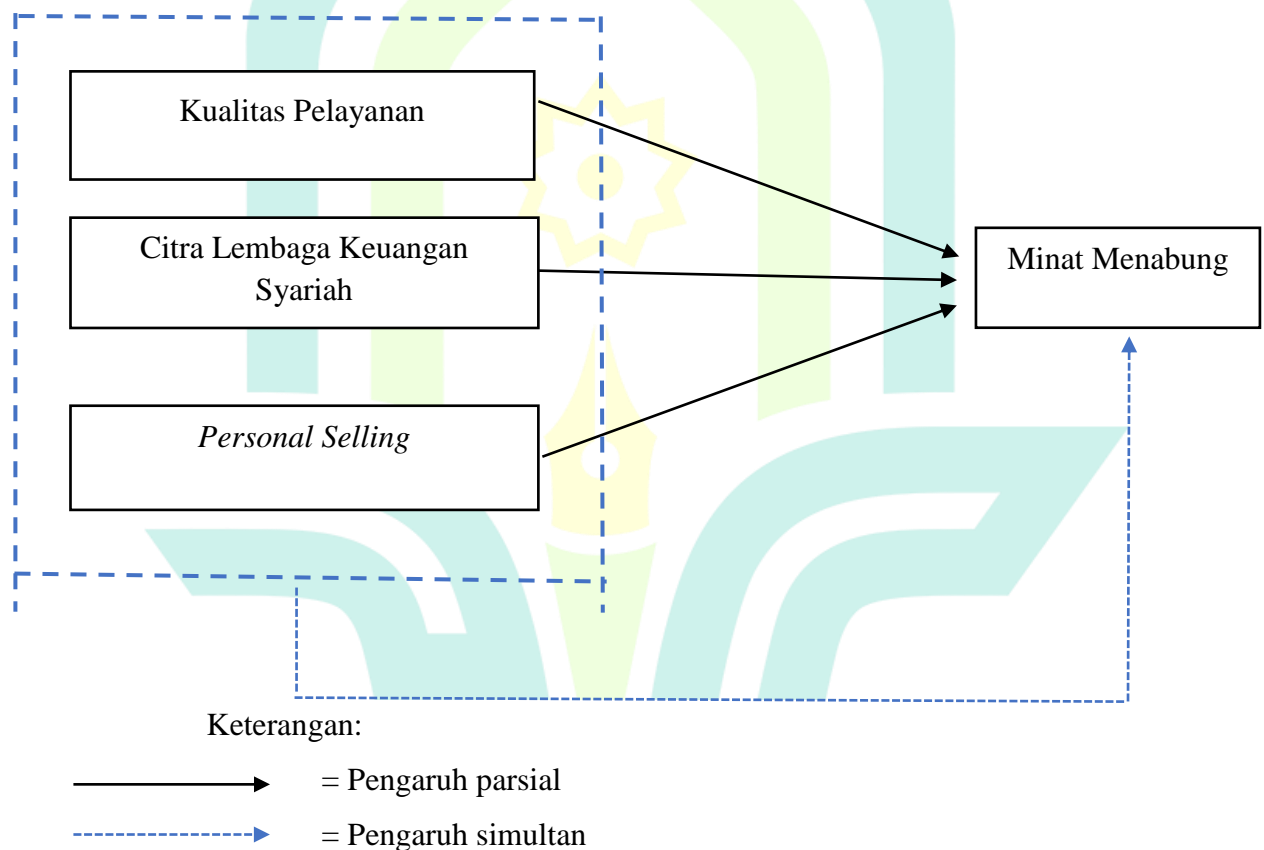 Kualitas Pelayanan
Citra Lembaga Keuangan
Syariah
Personal Selling
Minat Menabung
Keterangan:
= Pengaruh parsial
= Pengaruh simultan